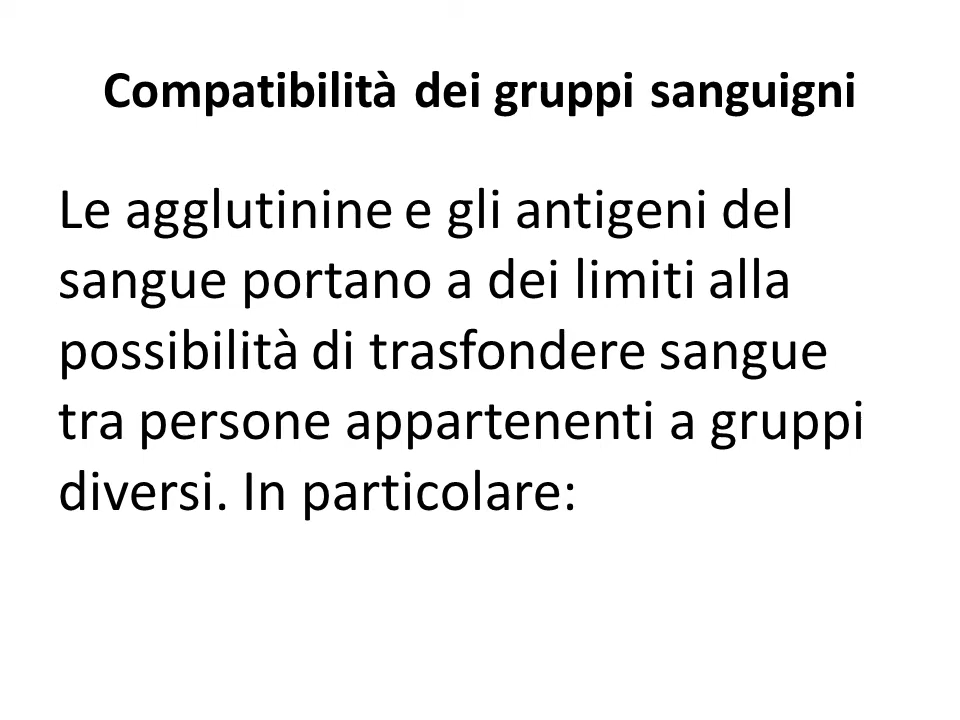 Compatibilità dei gruppi sanguigni
Le agglutinine e gli antigeni del
sangue portano a dei limiti alla
possibilità di trasfondere sangue
tra persone appartenenti a gruppi
diversi. In particolare: